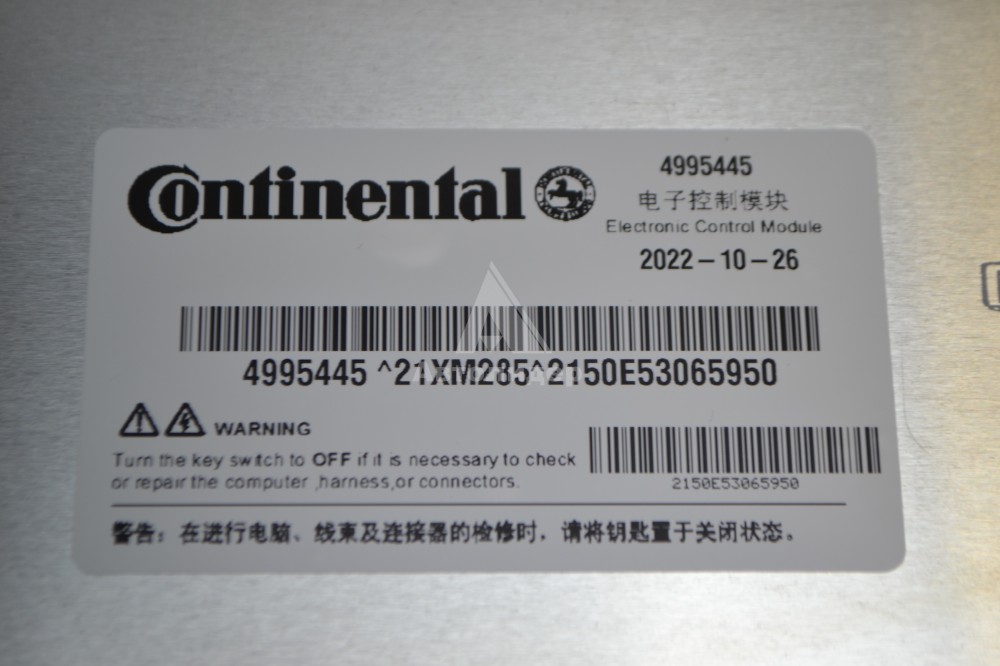 Continental
4995445
电子控制模块
Electronic Control Module
2022-10-26
4995445 ^21XM285^2150E53065950
WARNING
Turn the key switch to OFF if it is necessary to check
or repair the computer ,harness,or connectors.
2150E53065950
警告：在进行电脑、线束及连接器的检修时，请将钥匙置于关闭状态。